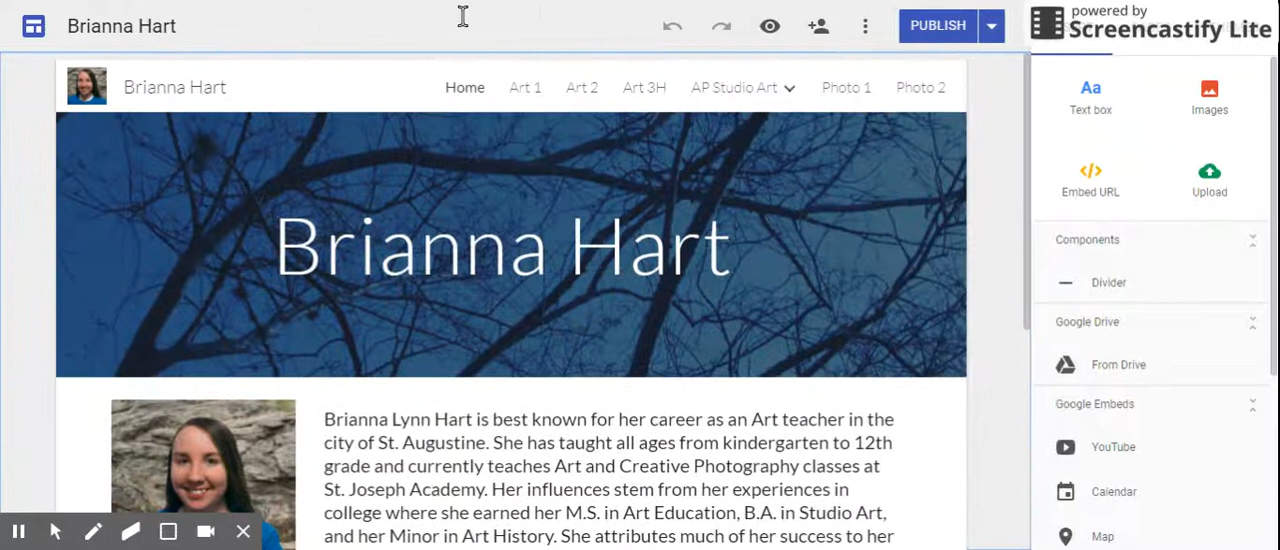 Brianna Hart
PUBLISH
powered by
Screencastify Lite
Brianna Hart
Home Art 1 Art 2 Art 3H AP Studio Art Photo 1 Photo 2
Brianna Hart
Brianna Lynn Hart is best known for her career as an Art teacher in the
city of St. Augustine. She has taught all ages from kindergarten to 12th
grade and currently teaches Art and Creative Photography classes at
St. Joseph Academy. Her influences stem from her experiences in
college where she earned her M.S. in Art Education, B.A. in Studio Art,
and her Minor in Art History. She attributes much of her success to her
Aa
Text box
Images
Embed URL
Upload
Components
Divider
Google Drive
From Drive
Google Embeds
YouTube
Calendar
Map